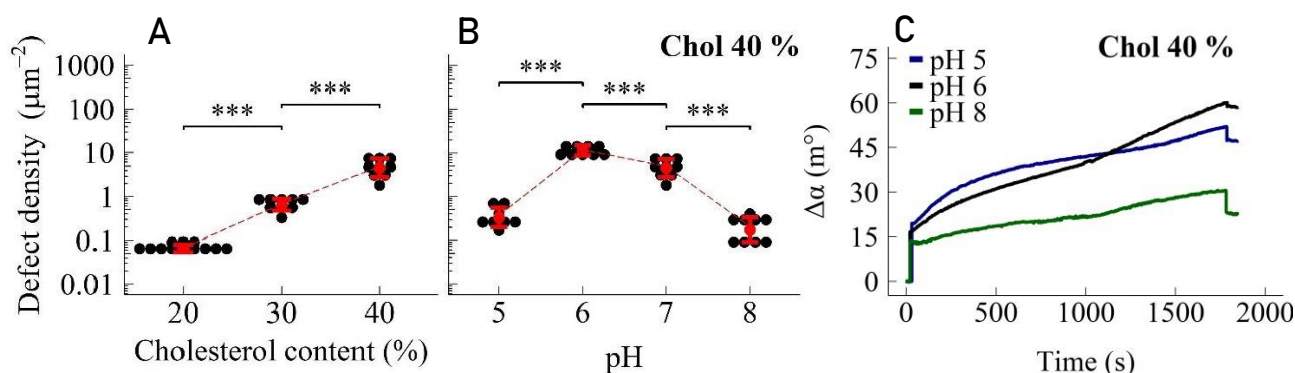 A
B
C
Chol 40 %
Chol 40 %
Defect density (μm⁻²)
1000
100
10
1
0.1
0.01
***
***
20
30
40
Cholesterol content (%)
***
***
***
5
6
7
8
pH
Δα (m°)
75
60
45
30
15
0
pH 5
pH 6
pH 8
0
500
1000
1500
2000
Time (s)